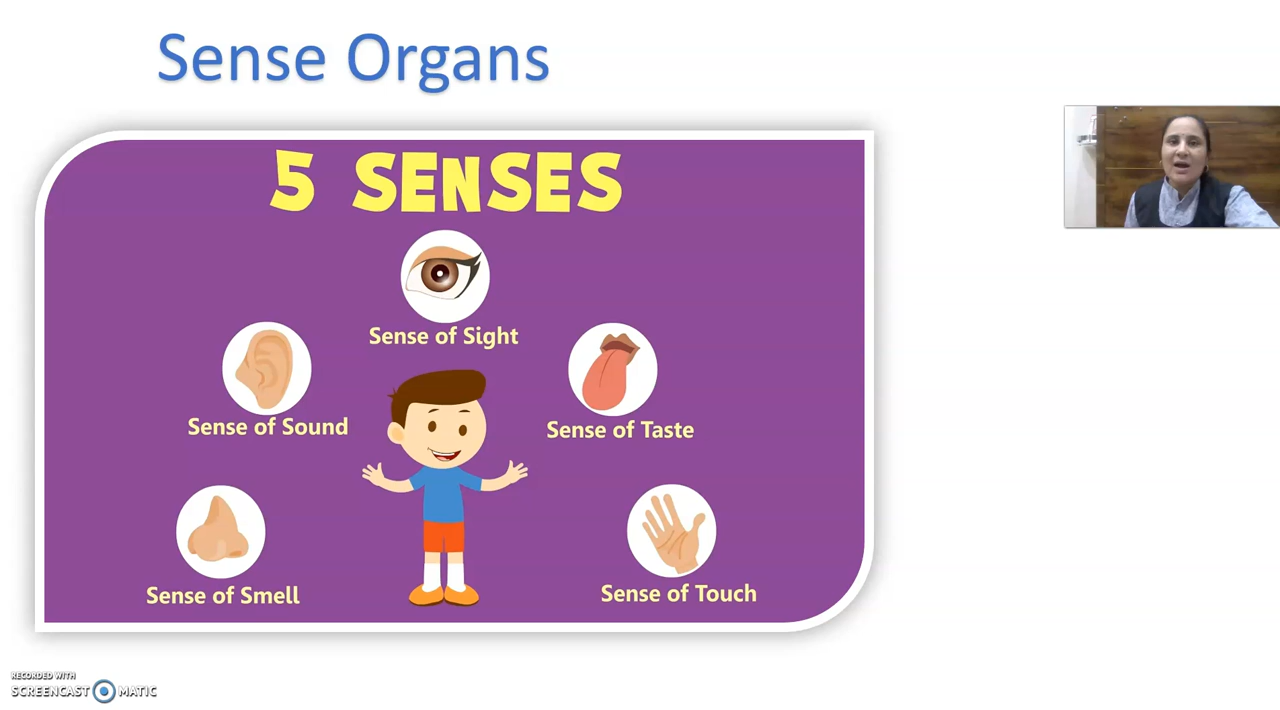 Sense Organs
5 SENSES
Sense of Sight
Sense of Sound
Sense of Taste
Sense of Smell
Sense of Touch
RECORDED WITH
SCREENCAST MATIC